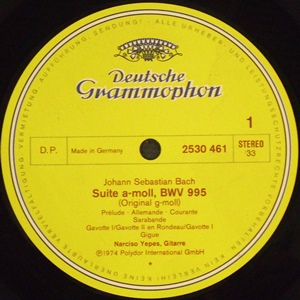 Deutsche
Grammophon
1
D.P.
Made in Germany
2530 461
STEREO
33
Johann Sebastian Bach
Suite a-moll, BWV 995
(Original g-moll)
Prélude · Allemande · Courante
Sarabande
Gavotte I/Gavotte II en Rondeau/Gavotte I
Gigue
Narciso Yepes, Gitarre
℗ 1974 Polydor International GmbH